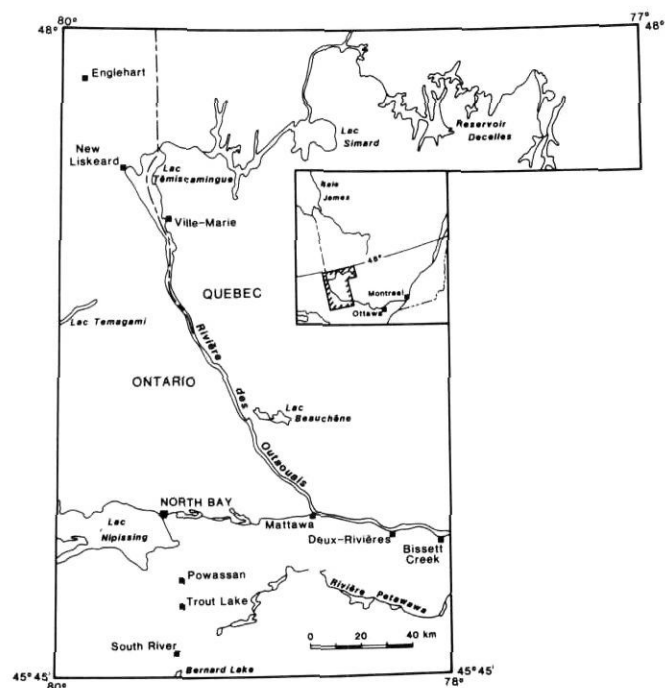 80°
77°
48°
48°
Englehart
Lac
Simard
Reservoir
Decelles
New
Liskeard
Lac
Témiscamingue
Ville-Marie
Baie
James
48°
Montreal
Ottawa
QUEBEC
Lac Temagami
Rivière
des
Outaouais
ONTARIO
Lac
Beauchêne
NORTH BAY
Mattawa
Deux-Rivières
Bissett
Creek
Lac
Nipissing
Powassan
Trout Lake
Rivière Petawawa
South River
Bernard Lake
0 20 40 km
45°45'
45°45'
80°
78°